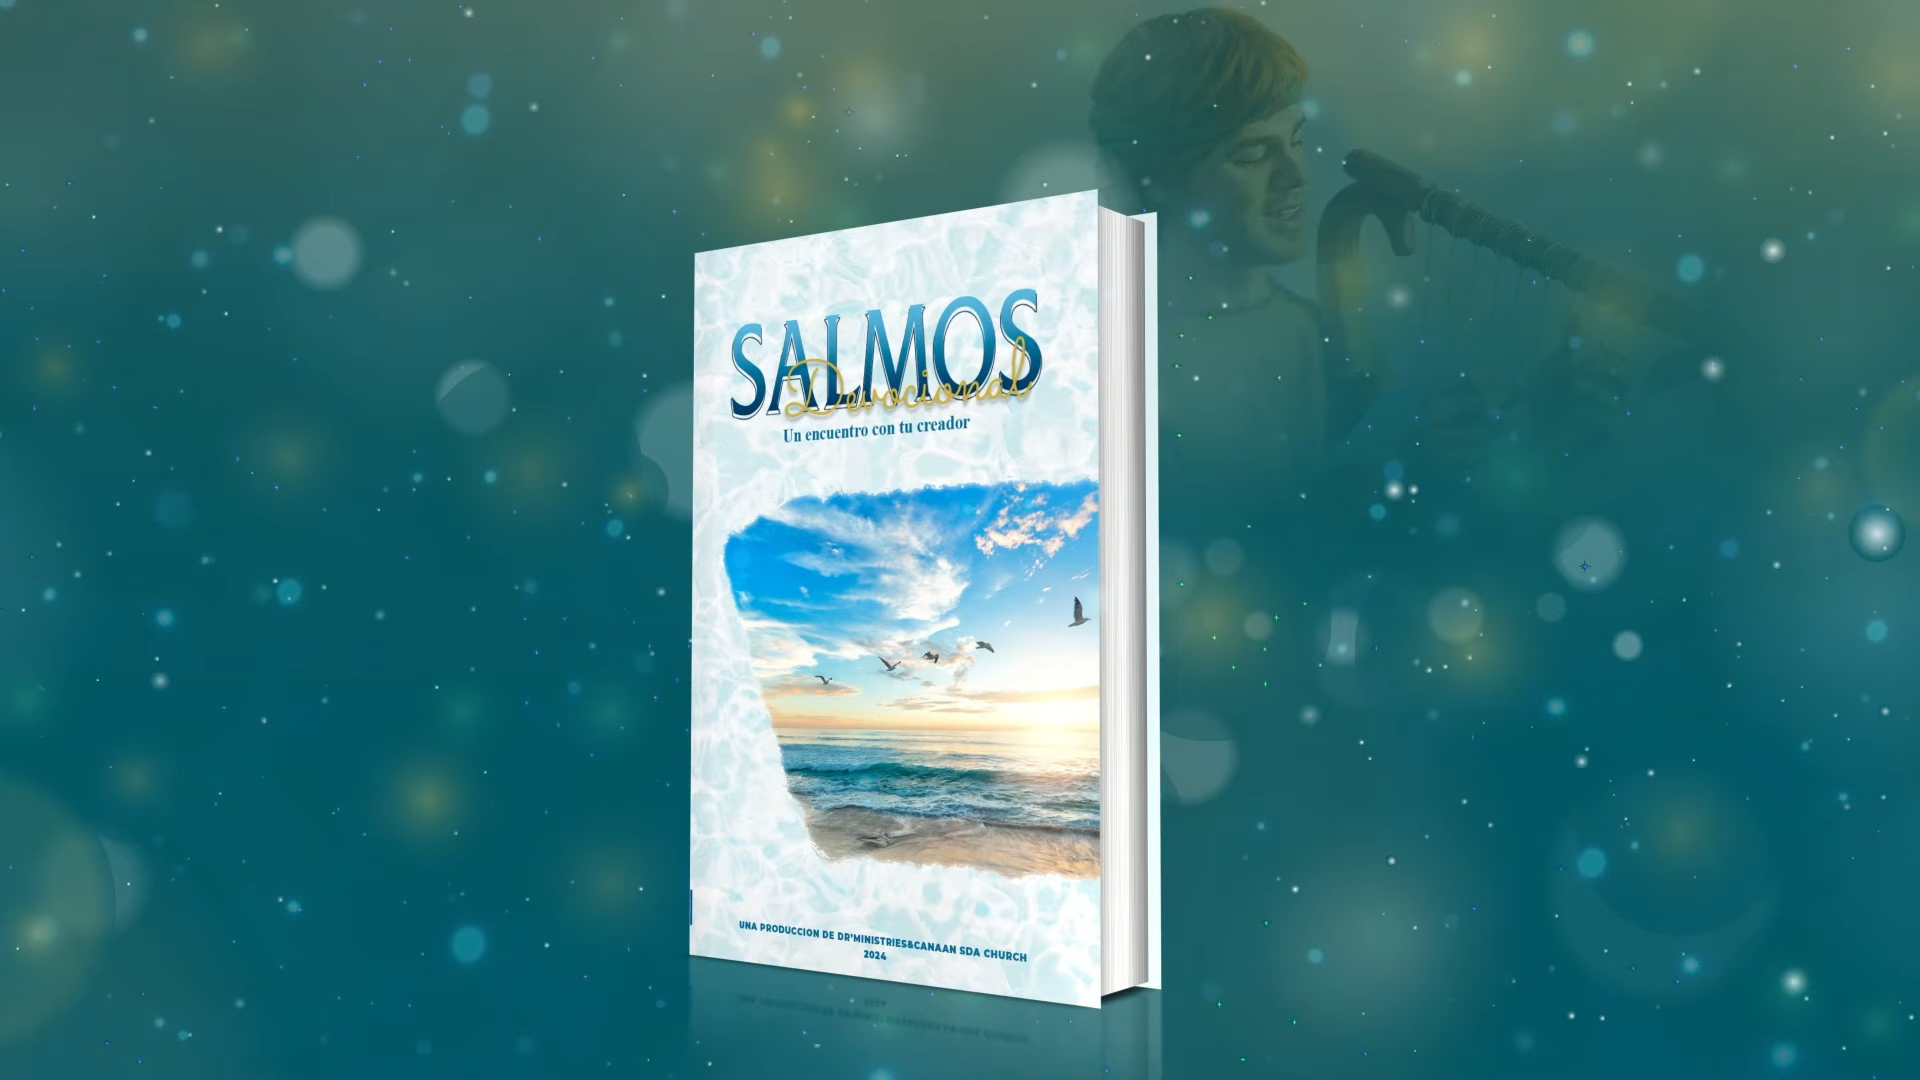 SALMOS
Devocional
Un encuentro con tu creador
UNA PRODUCCION DE DR'MINISTRIES&CANAAN SDA CHURCH
2024